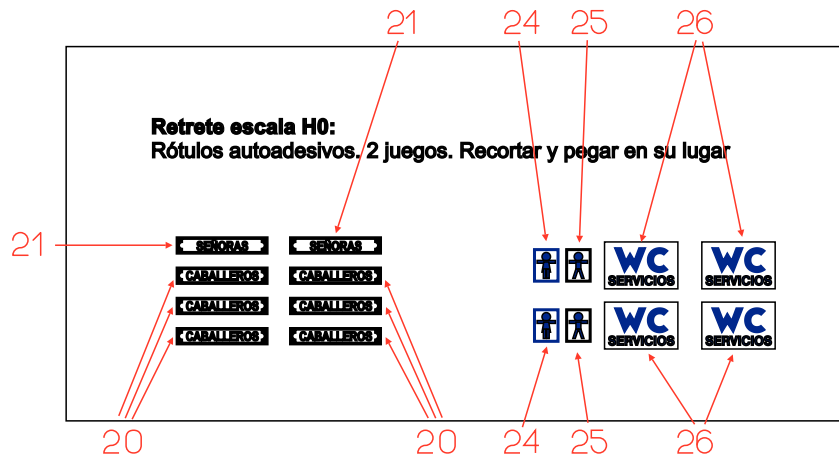 21 24 25 26
Retrete escala H0:
Rótulos autoadesivos. 2 juegos. Recortar y pegar en su lugar
21
SEÑORAS SEÑORAS
CABALLEROS CABALLEROS
CABALLEROS CABALLEROS
CABALLEROS CABALLEROS
WC WC
SERVICIOS SERVICIOS
WC WC
SERVICIOS SERVICIOS
20 20 24 25 26